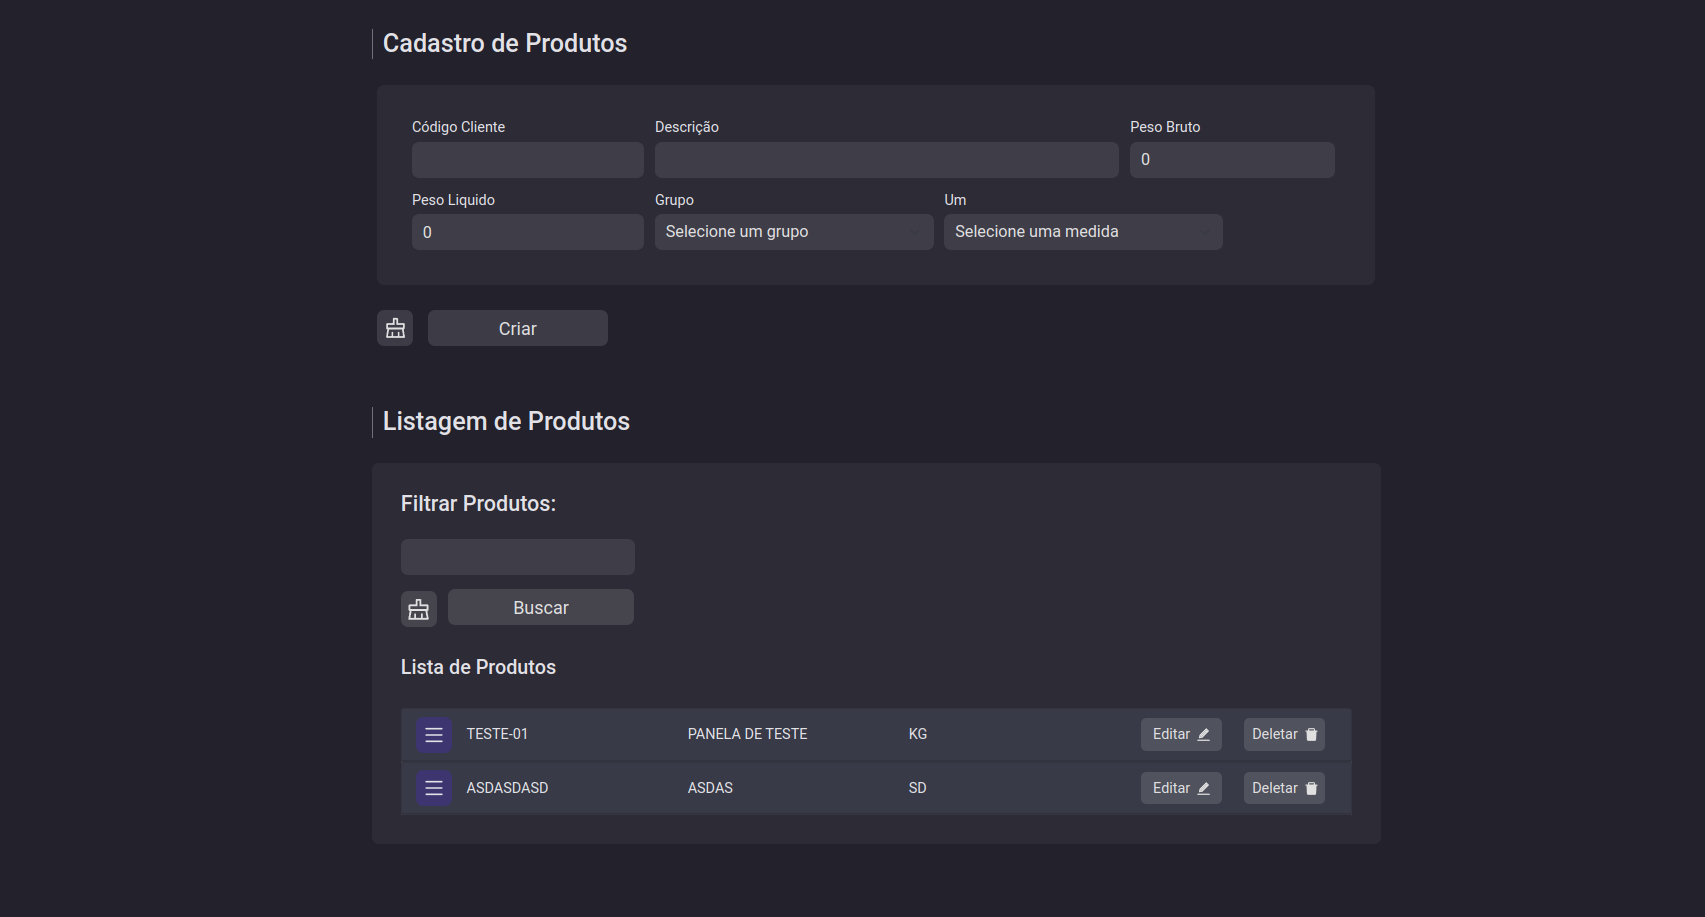 Cadastro de Produtos
Código Cliente Descrição Peso Bruto
0
Peso Liquido Grupo Um
0 Selecione um grupo Selecione uma medida
Criar
Listagem de Produtos
Filtrar Produtos:
Buscar
Lista de Produtos
TESTE-01 PANELA DE TESTE KG Editar Deletar
ASDASDASD ASDAS SD Editar Deletar